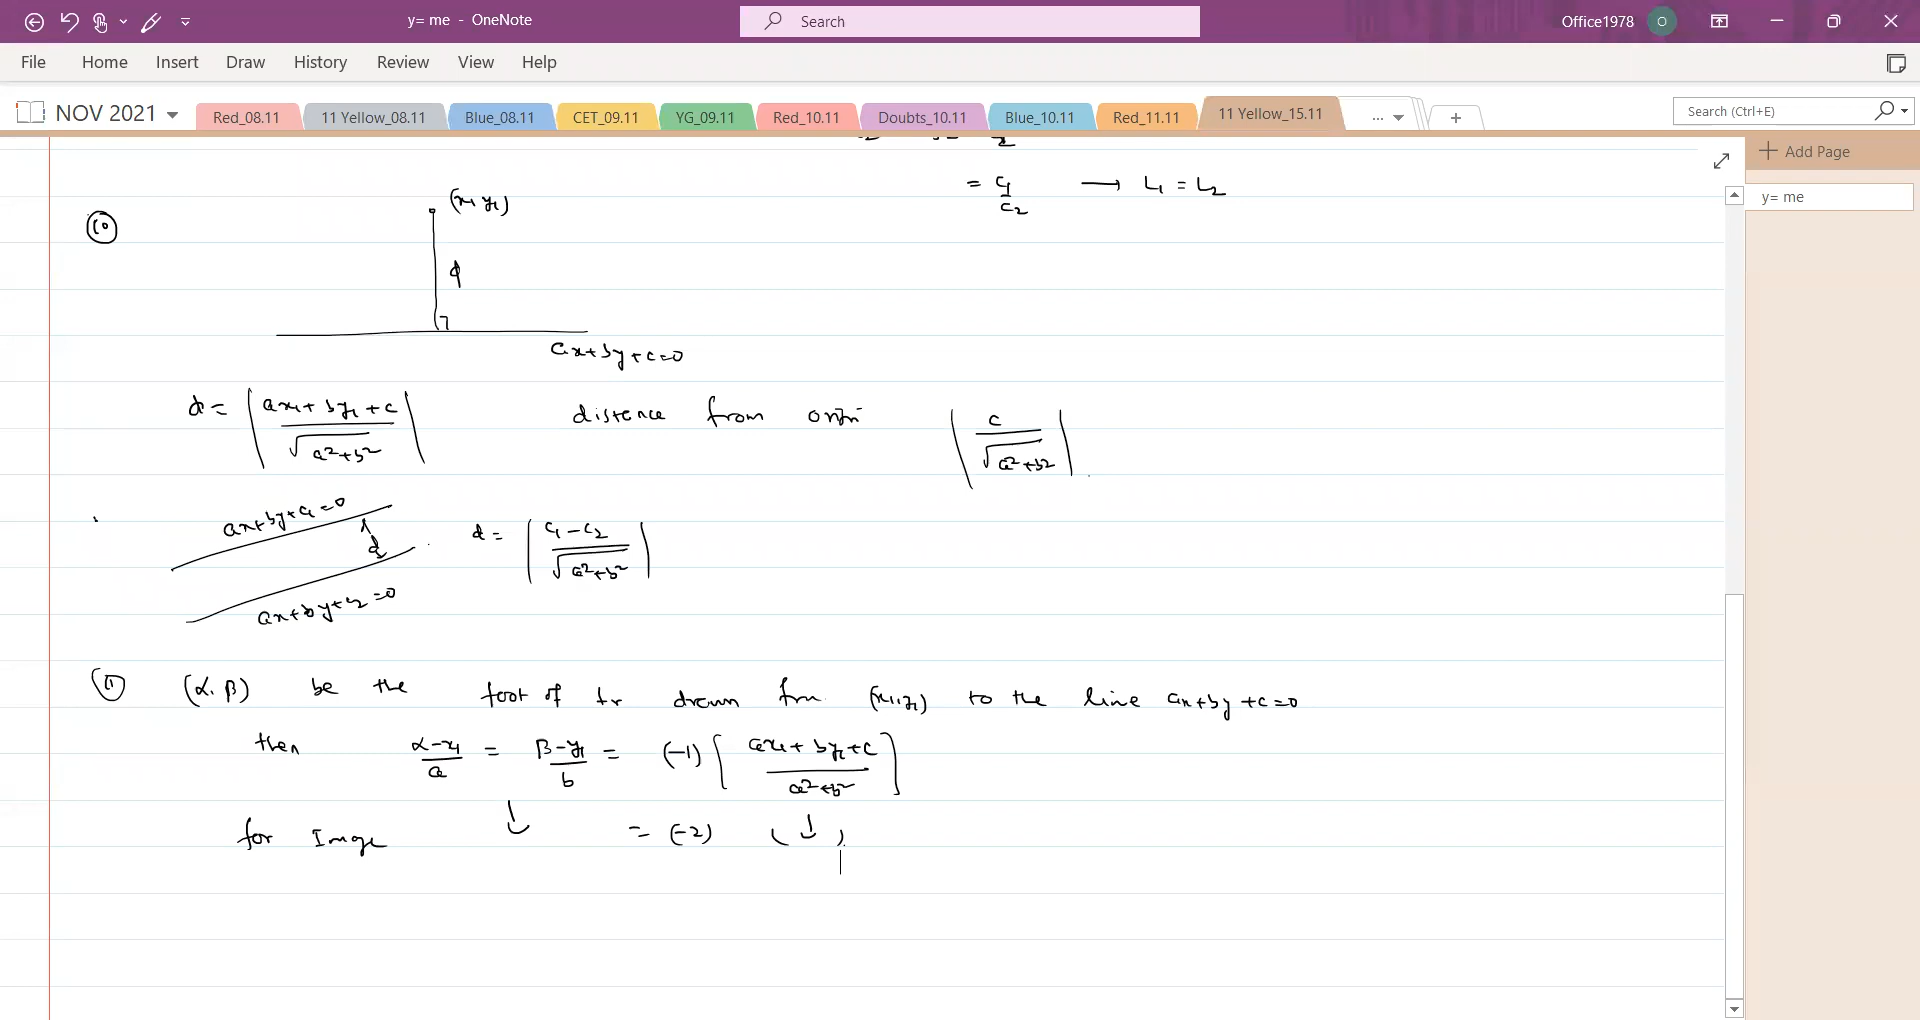 y= me - OneNote
Search
Office1978
O
File Home Insert Draw History Review View Help
NOV 2021
Red_08.11 11 Yellow_08.11 Blue_08.11 CET_09.11 YG_09.11 Red_10.11 Doubts_10.11 Blue_10.11 Red_11.11 11 Yellow_15.11 ... +
Search (Ctrl+E)
Add Page
y= me
= c₁/c₂ → L₁ = L₂
(10)
(x₁ y₁)
ax+by+c=0
d = |(ax₁+by₁+c)/√(a²+b²)| distance from origin |c/√(a²+b²)|
ax+by+c₁=0
d
ax+by+c₂=0
d = |(c₁-c₂)/√(a²+b²)|
(11) (α, β) be the foot of ⊥r drawn from (x₁,y₁) to the line ax+by+c=0
then (α-x₁)/a = (β-y₁)/b = (-1) [(ax₁+by₁+c)/(a²+b²)]
for Image ↓ = (-2) (↓)